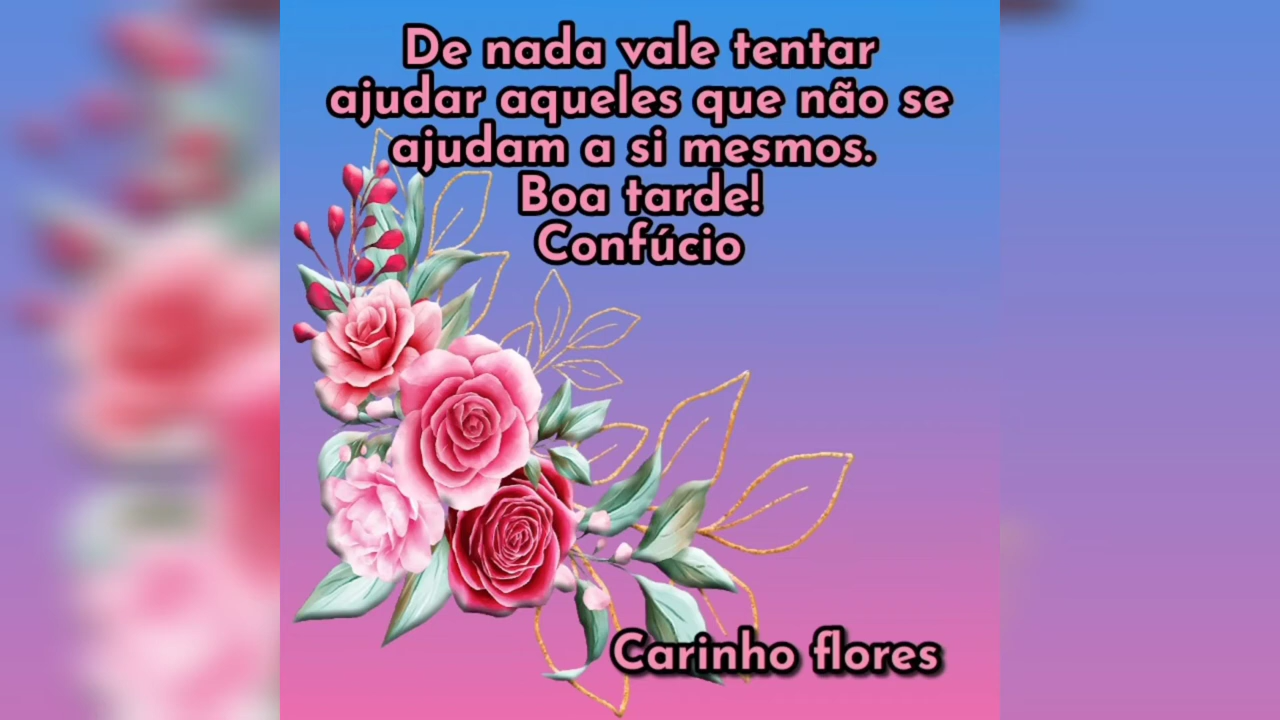 De nada vale tentar
ajudar aqueles que não se
ajudam a si mesmos.
Boa tarde!
Confúcio
Carinho flores